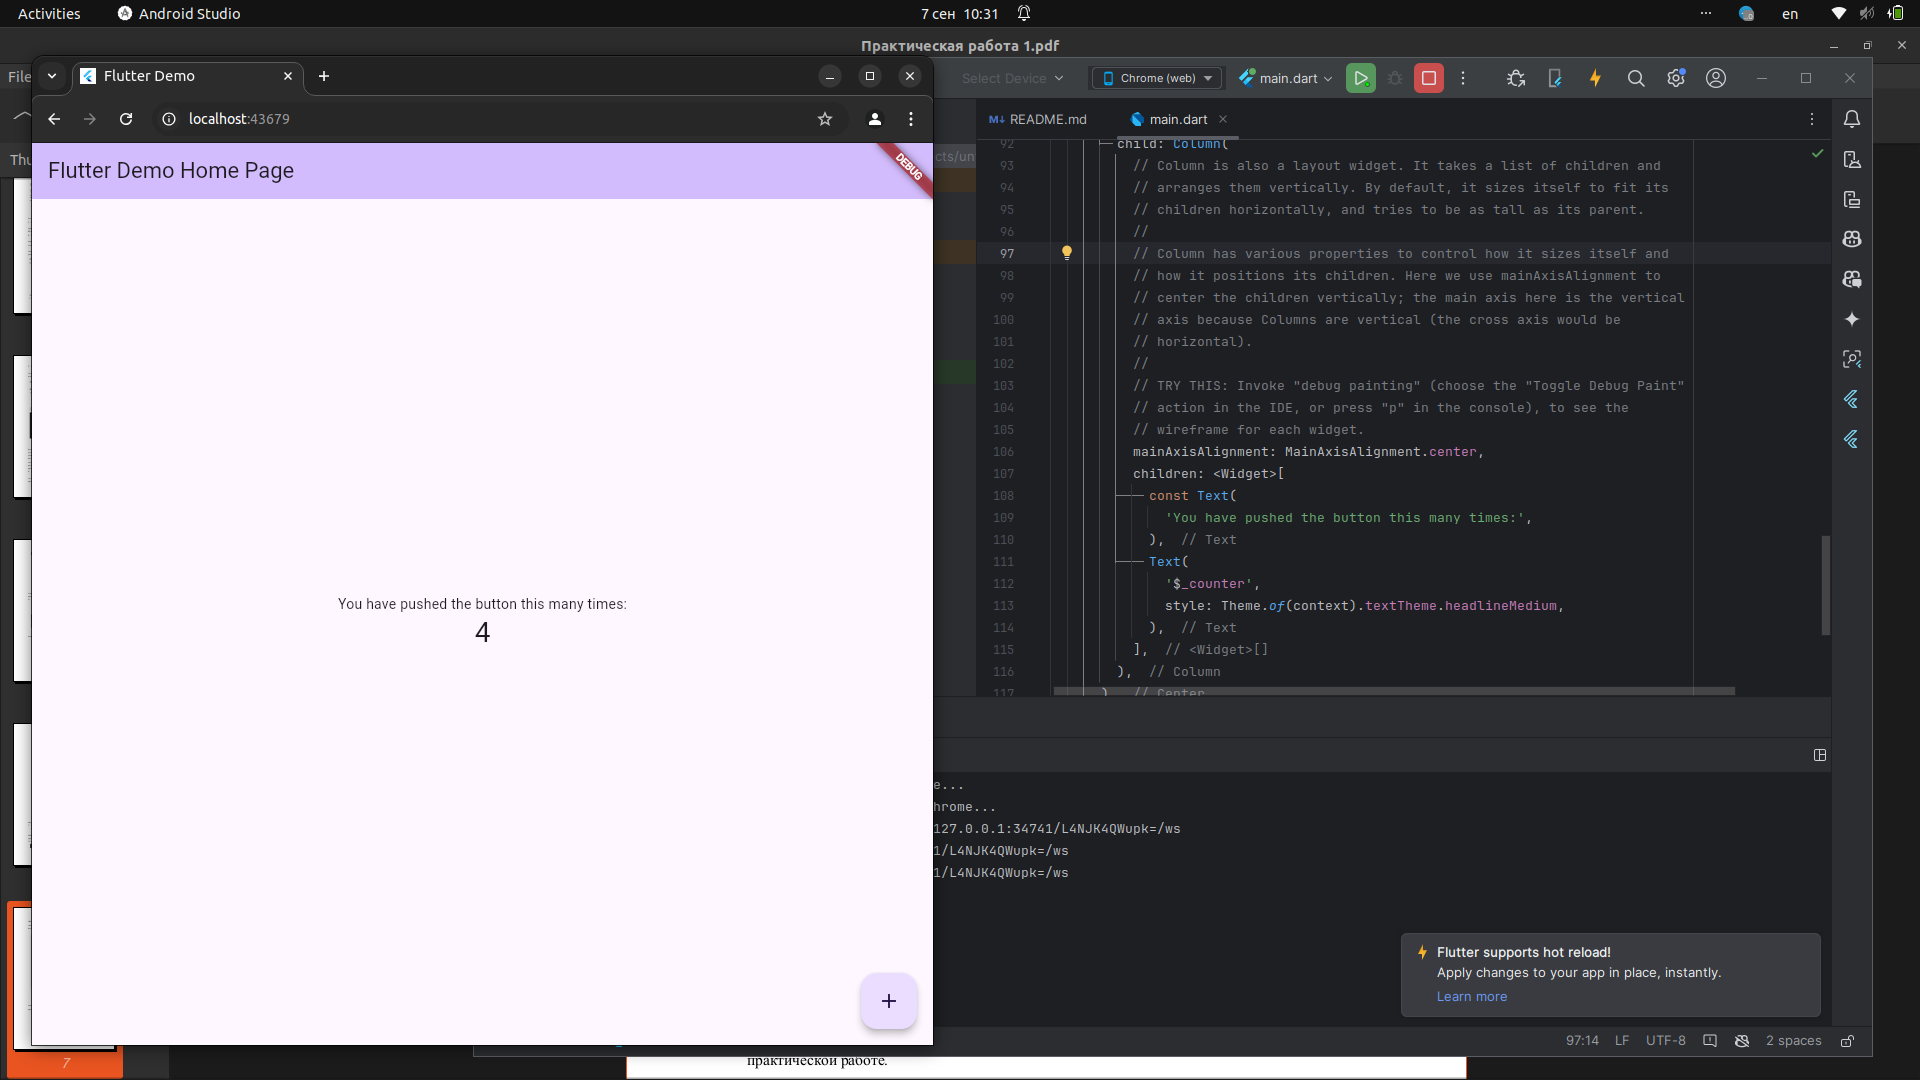 Activities
Android Studio
7 сен 10:31
en
Практическая работа 1.pdf
File
Flutter Demo
Select Device
Chrome (web)
main.dart
localhost:43679
README.md
main.dart
Flutter Demo Home Page
DEBUG
You have pushed the button this many times:
4
+
92 child: Column(
93 // Column is also a layout widget. It takes a list of children and
94 // arranges them vertically. By default, it sizes itself to fit its
95 // children horizontally, and tries to be as tall as its parent.
96 //
97 // Column has various properties to control how it sizes itself and
98 // how it positions its children. Here we use mainAxisAlignment to
99 // center the children vertically; the main axis here is the vertical
100 // axis because Columns are vertical (the cross axis would be
101 // horizontal).
102 //
103 // TRY THIS: Invoke "debug painting" (choose the "Toggle Debug Paint"
104 // action in the IDE, or press "p" in the console), to see the
105 // wireframe for each widget.
106 mainAxisAlignment: MainAxisAlignment.center,
107 children: <Widget>[
108 const Text(
109 'You have pushed the button this many times:',
110 ), // Text
111 Text(
112 '$_counter',
113 style: Theme.of(context).textTheme.headlineMedium,
114 ), // Text
115 ], // <Widget>[]
116 ), // Column
117 ) // Center
e...
hrome...
127.0.0.1:34741/L4NJK4QWupk=/ws
1/L4NJK4QWupk=/ws
1/L4NJK4QWupk=/ws
Flutter supports hot reload!
Apply changes to your app in place, instantly.
Learn more
97:14 LF UTF-8 2 spaces
7
практической работе.